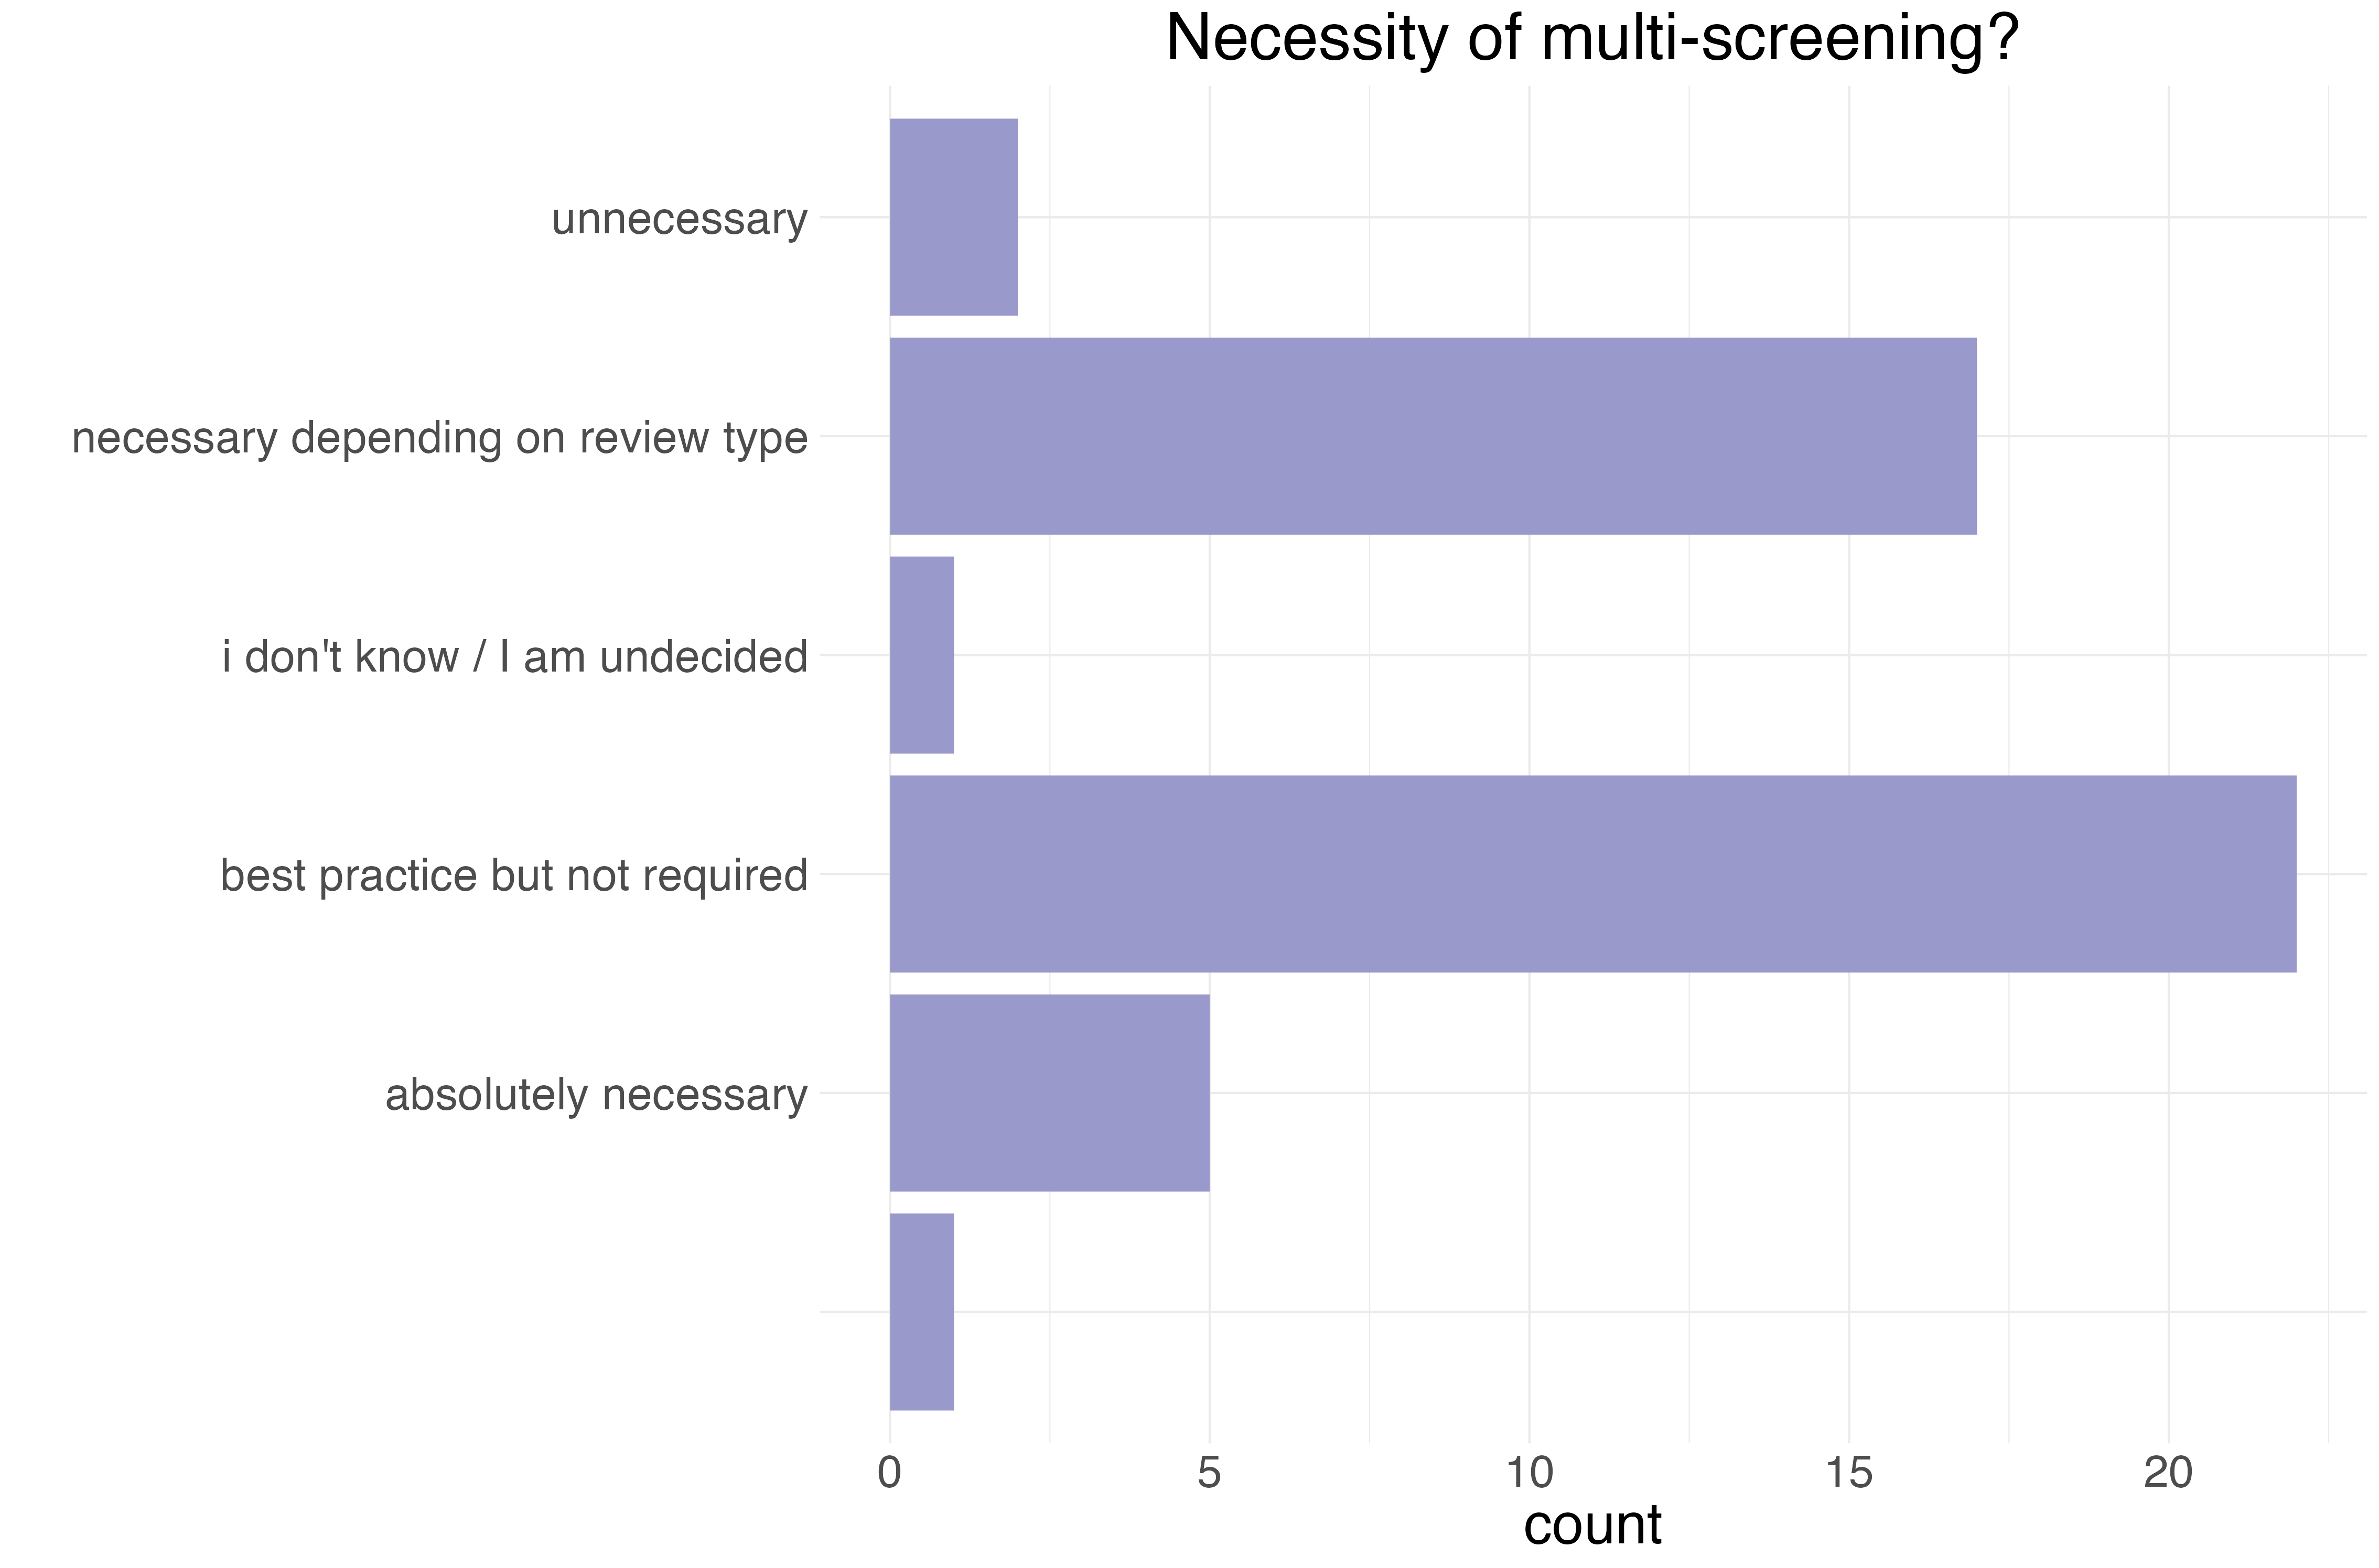 Necessity of multi-screening?
unnecessary
necessary depending on review type
i don't know / I am undecided
best practice but not required
absolutely necessary
0 5 10 15 20
count